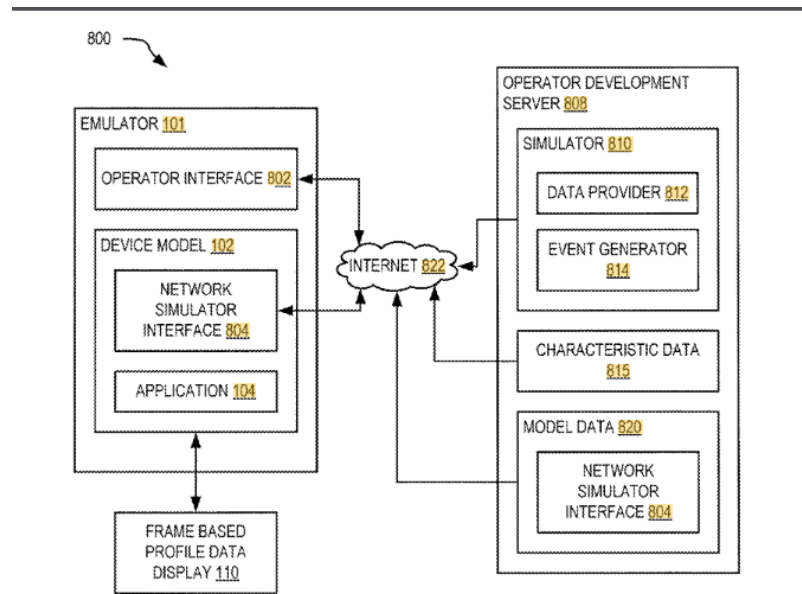 800
EMULATOR 101
OPERATOR INTERFACE 802
DEVICE MODEL 102
NETWORK
SIMULATOR
INTERFACE 804
APPLICATION 104
FRAME BASED
PROFILE DATA
DISPLAY 110
INTERNET 822
OPERATOR DEVELOPMENT
SERVER 808
SIMULATOR 810
DATA PROVIDER 812
EVENT GENERATOR
814
CHARACTERISTIC DATA
815
MODEL DATA 820
NETWORK
SIMULATOR
INTERFACE 804